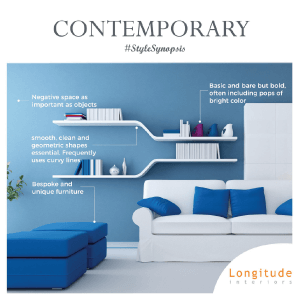 CONTEMPORARY
#StyleSynopsis
Negative space as
important as objects
Basic and bare but bold,
often including pops of
bright color
smooth, clean and
geometric shapes
essential. Frequently
uses curvy lines
Bespoke and
unique furniture
Longitude
interiors